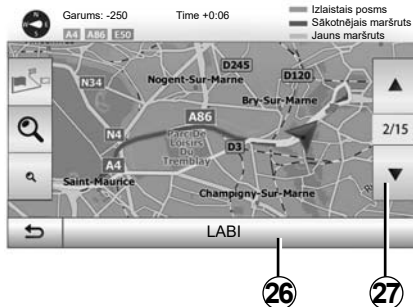 Garums: -250 Time +0:06
A4 A86 E50
Izlaistais posms
Sākotnējais maršruts
Jauns maršruts
D245
D120
N34
Nogent-Sur-Marne
Bry-Sur-Marne
A86
2/15
N4
Parc De
Loisirs
Du
Tremblay
D3
A4
Saint-Maurice
Champigny-Sur-Marne
LABI
26
27